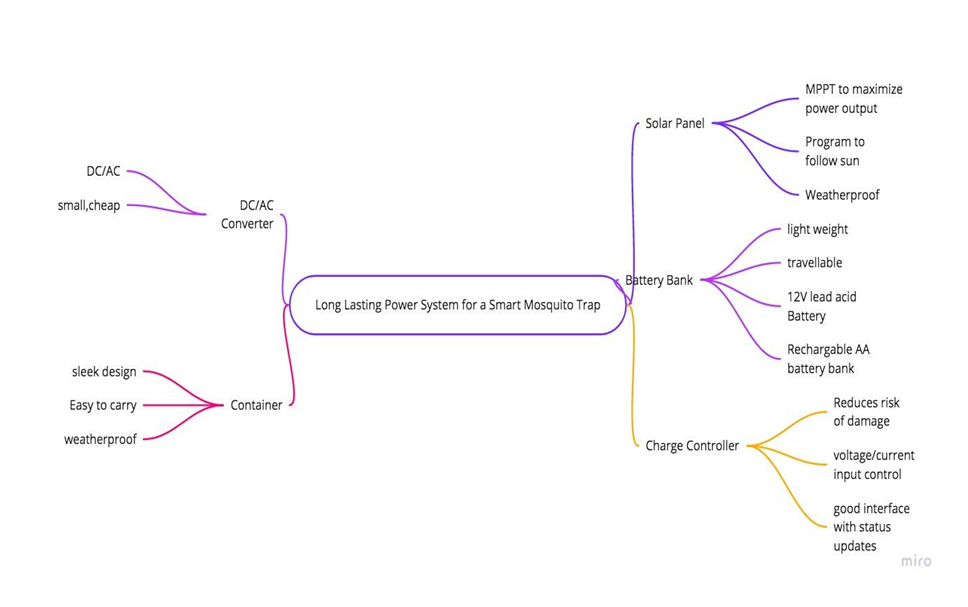 DC/AC
small,cheap
DC/AC
Converter
sleek design
Easy to carry
weatherproof
Container
Long Lasting Power System for a Smart Mosquito Trap
Solar Panel
MPPT to maximize
power output
Program to
follow sun
Weatherproof
Battery Bank
light weight
travellable
12V lead acid
Battery
Rechargable AA
battery bank
Charge Controller
Reduces risk
of damage
voltage/current
input control
good interface
with status
updates
miro